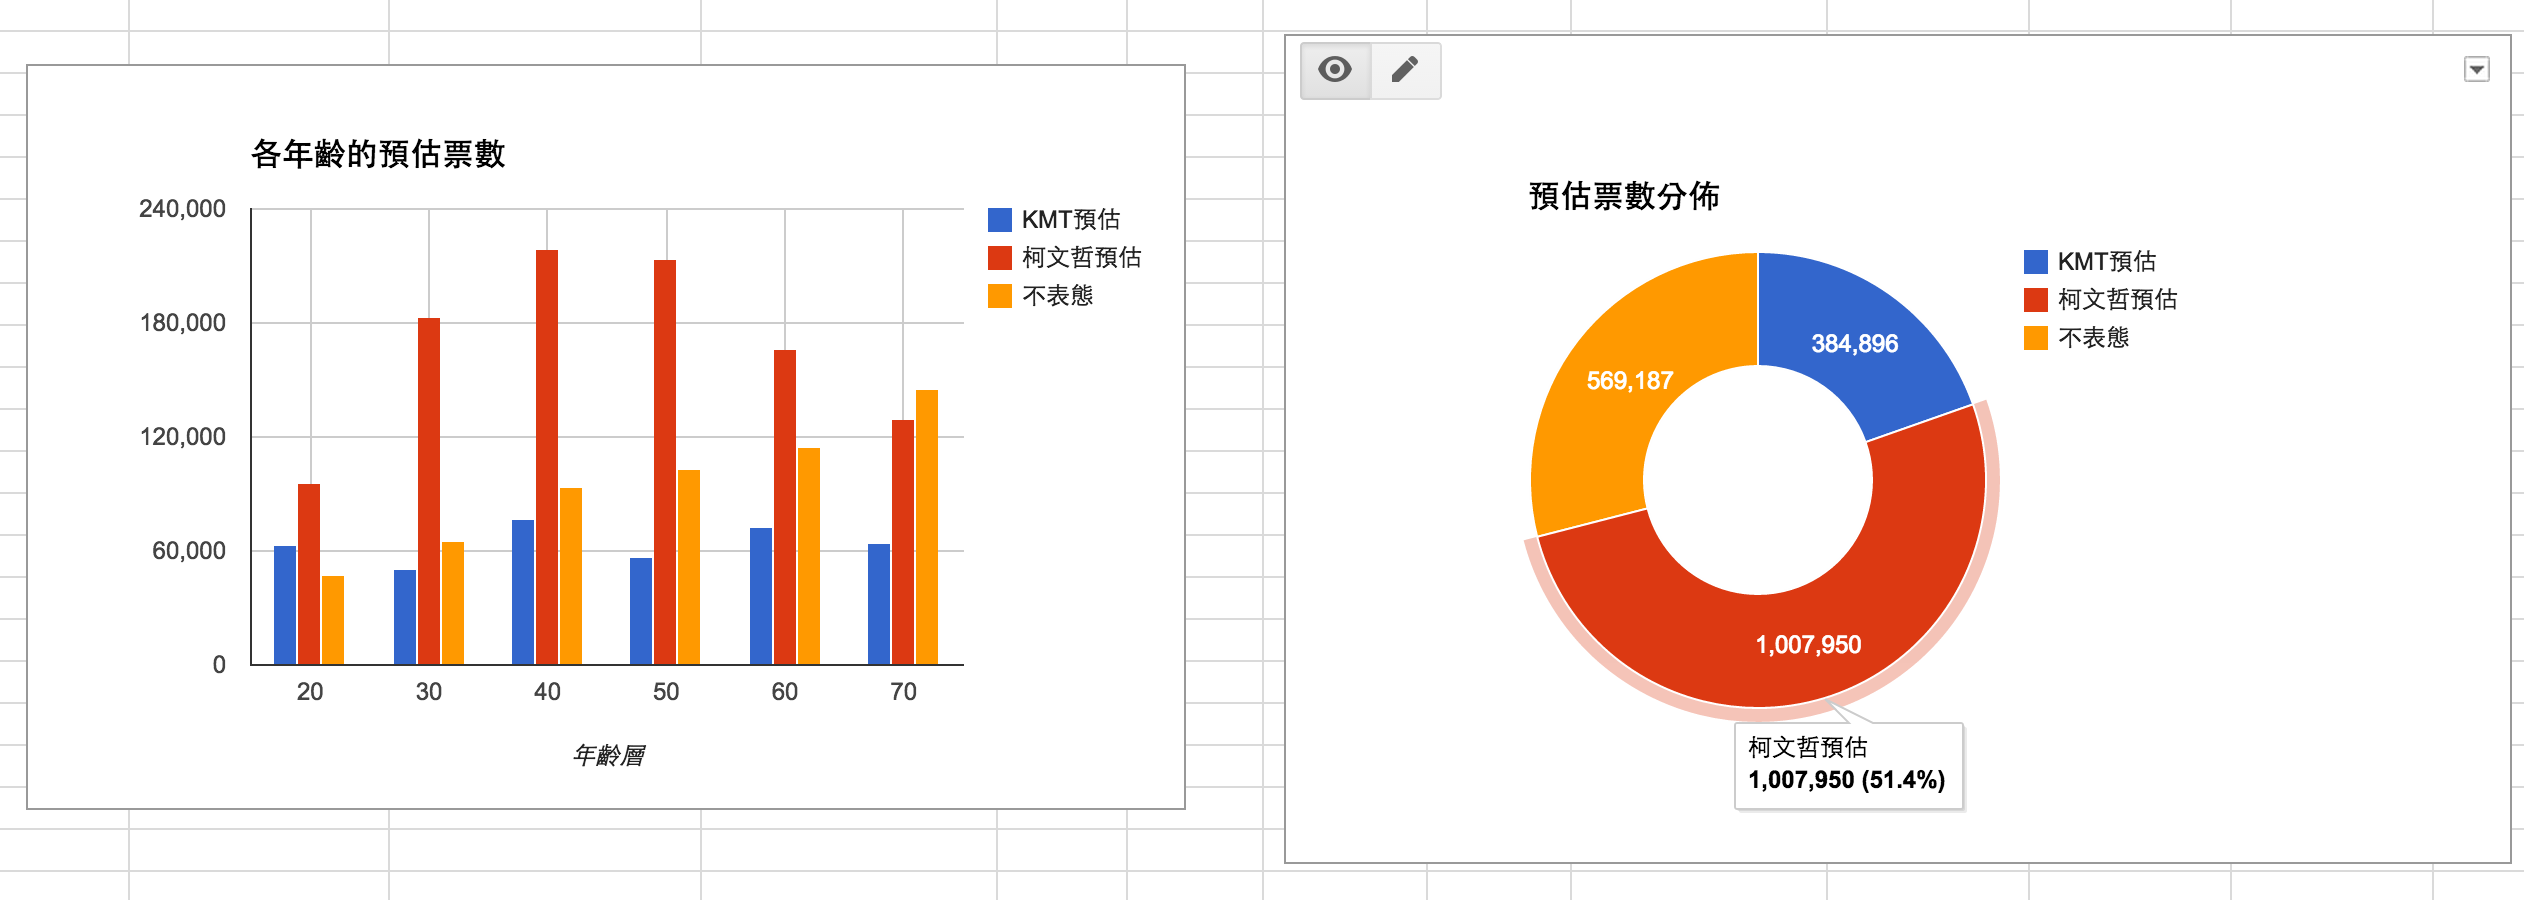 各年齡的預估票數
240,000
180,000
120,000
60,000
0
20 30 40 50 60 70
年齡層
KMT預估
柯文哲預估
不表態
預估票數分佈
KMT預估
柯文哲預估
不表態
384,896
569,187
1,007,950
柯文哲預估
1,007,950 (51.4%)